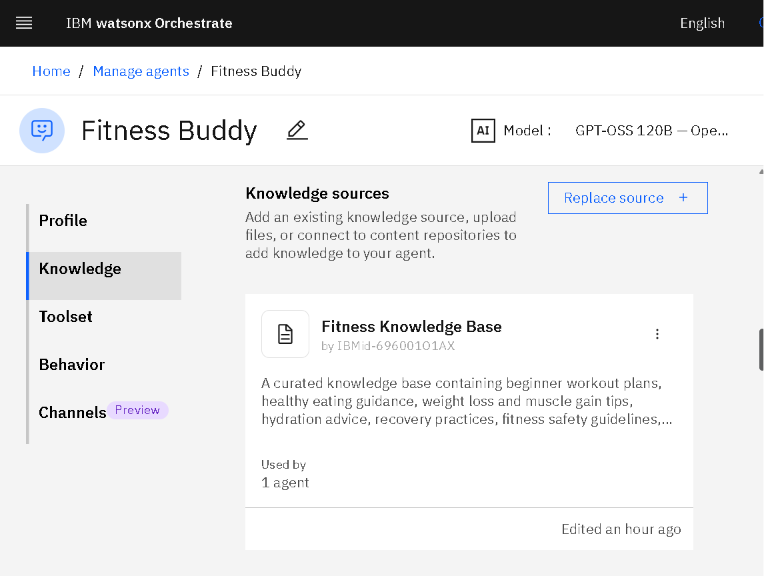 IBM watsonx Orchestrate
English
Home / Manage agents / Fitness Buddy
Fitness Buddy
AI Model : GPT-OSS 120B — Ope...
Profile
Knowledge
Toolset
Behavior
Channels Preview
Knowledge sources
Add an existing knowledge source, upload
files, or connect to content repositories to
add knowledge to your agent.
Replace source +
Fitness Knowledge Base
by IBMid-696001O1AX
A curated knowledge base containing beginner workout plans,
healthy eating guidance, weight loss and muscle gain tips,
hydration advice, recovery practices, fitness safety guidelines,...
Used by
1 agent
Edited an hour ago